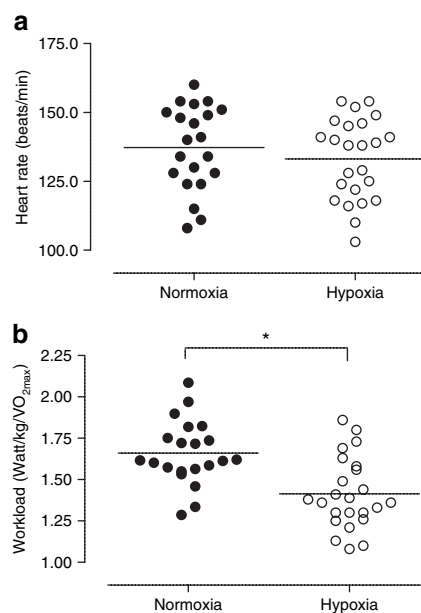 a
Heart rate (beats/min)
175.0
150.0
125.0
100.0
Normoxia Hypoxia
b
*
Workload (Watt/kg/VO2max)
2.25
2.00
1.75
1.50
1.25
1.00
Normoxia Hypoxia